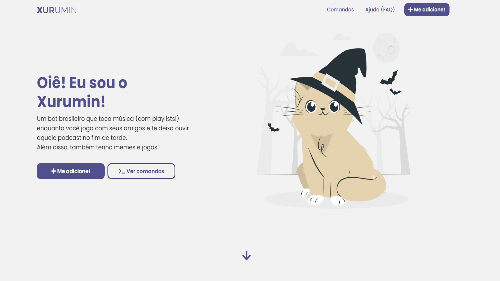 XURUMIN
Comandos
Ajuda (FAQ)
Me adicione!
Oiê! Eu sou o
Xurumin!
Um bot brasileiro que toca música (com playlists!)
enquanto você joga com seus amigos e te deixa ouvir
aquele podcast no fim de tarde.
Além disso, também tenho memes e jogos!
Me adicione!
Ver comandos